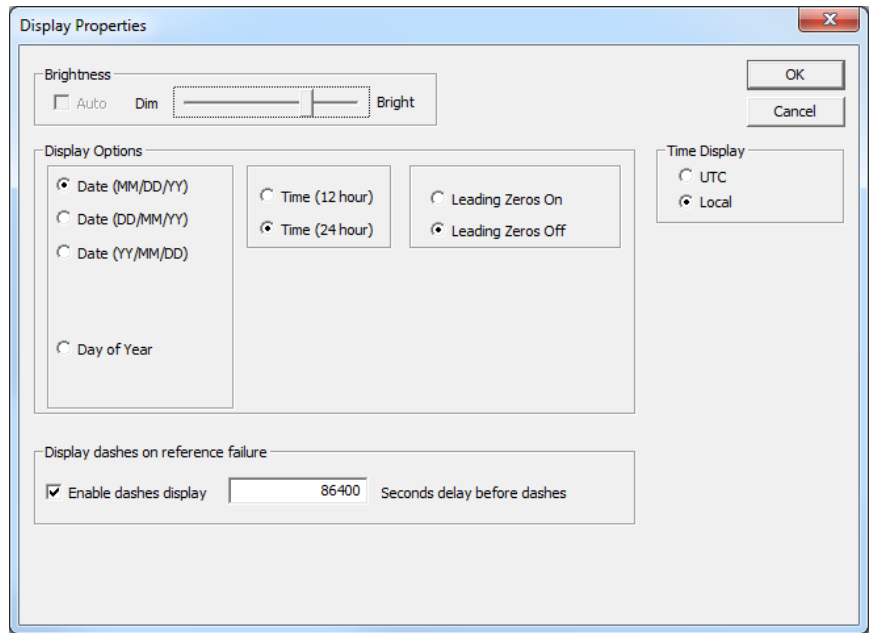 Display Properties
Brightness
Auto Dim Bright
OK
Cancel
Display Options
Date (MM/DD/YY)
Date (DD/MM/YY)
Date (YY/MM/DD)
Day of Year
Time (12 hour)
Time (24 hour)
Leading Zeros On
Leading Zeros Off
Time Display
UTC
Local
Display dashes on reference failure
Enable dashes display 86400 Seconds delay before dashes